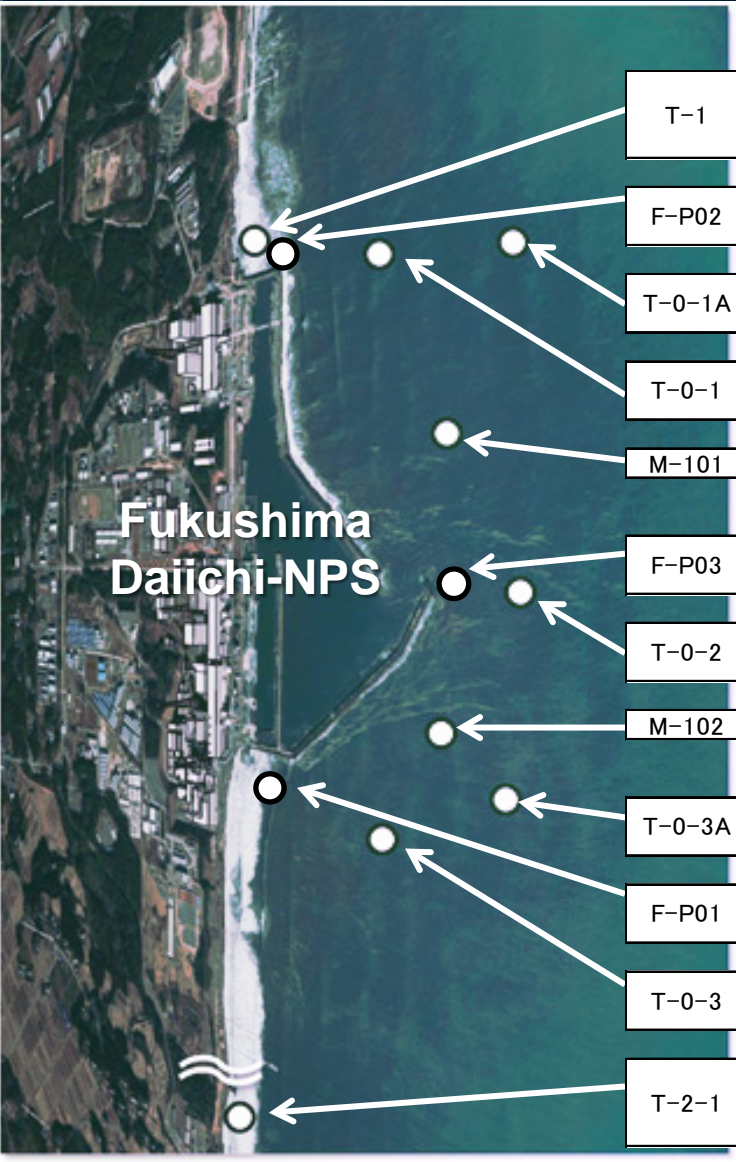 T-1
F-P02
T-0-1A
T-0-1
M-101
Fukushima
Daiichi-NPS
F-P03
T-0-2
M-102
T-0-3A
F-P01
T-0-3
T-2-1